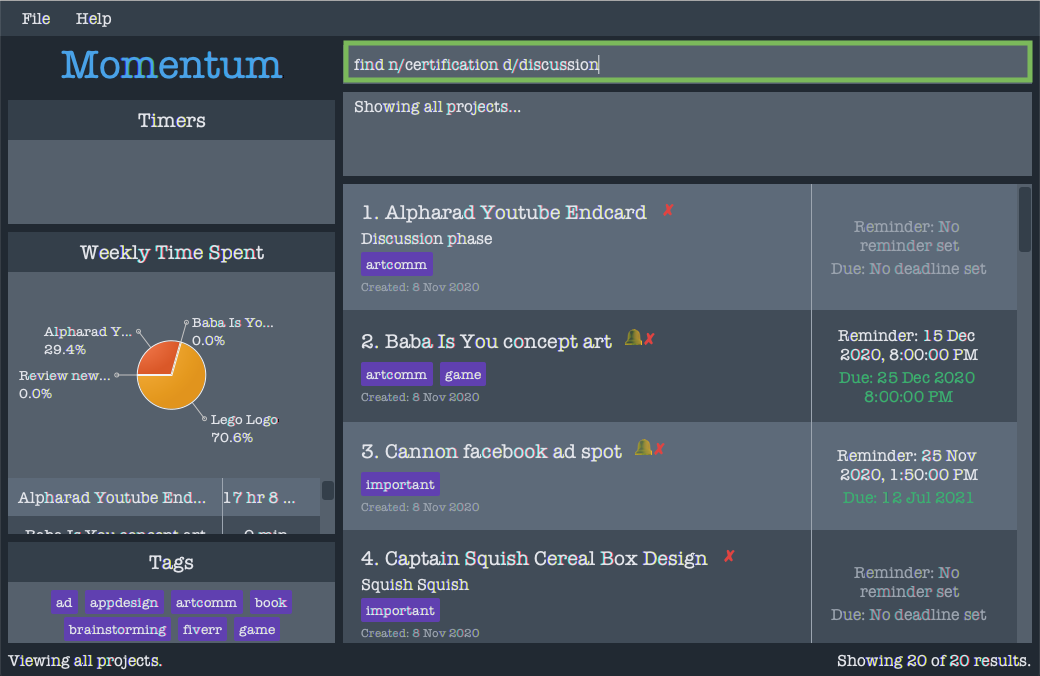 File Help
Momentum
find n/certification d/discussion
Showing all projects...
Timers
Weekly Time Spent
Alpharad Y...
29.4%
Baba Is Yo...
0.0%
Review new...
0.0%
Lego Logo
70.6%
Alpharad Youtube End... 17 hr 8 ...
Baba Is You concept art 0 min
Tags
ad appdesign artcomm book
brainstorming fiverr game
1. Alpharad Youtube Endcard ✗
Discussion phase
artcomm
Created: 8 Nov 2020
Reminder: No
reminder set
Due: No deadline set
2. Baba Is You concept art 🔔✗
artcomm game
Created: 8 Nov 2020
Reminder: 15 Dec
2020, 8:00:00 PM
Due: 25 Dec 2020
8:00:00 PM
3. Cannon facebook ad spot 🔔✗
important
Created: 8 Nov 2020
Reminder: 25 Nov
2020, 1:50:00 PM
Due: 12 Jul 2021
4. Captain Squish Cereal Box Design ✗
Squish Squish
important
Created: 8 Nov 2020
Reminder: No
reminder set
Due: No deadline set
Viewing all projects.
Showing 20 of 20 results.